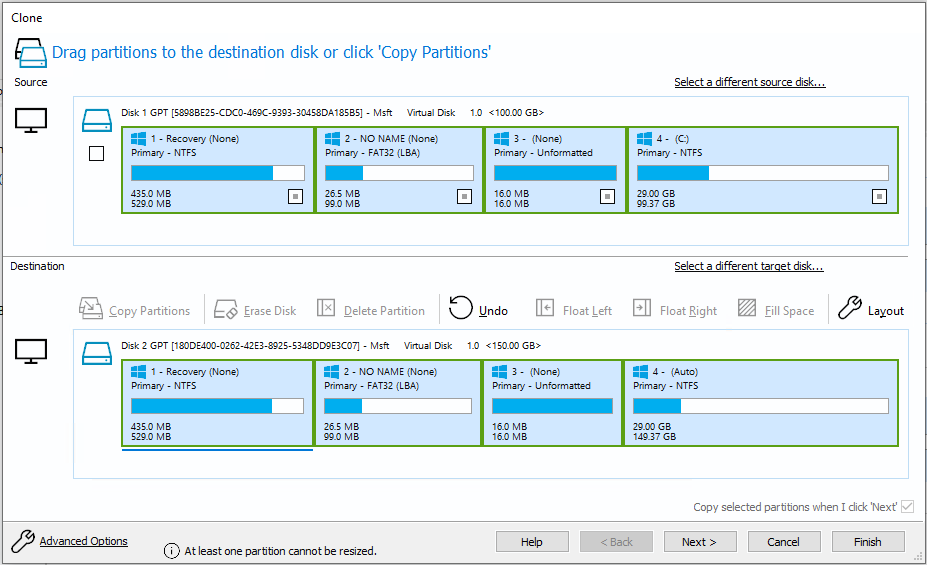 Clone
Drag partitions to the destination disk or click 'Copy Partitions'
Source
Select a different source disk...
Disk 1 GPT [5898BE25-CDC0-469C-9393-30458DA185B5] - Msft Virtual Disk 1.0 <100.00 GB>
1 - Recovery (None)
Primary - NTFS
435.0 MB
529.0 MB
2 - NO NAME (None)
Primary - FAT32 (LBA)
26.5 MB
99.0 MB
3 - (None)
Primary - Unformatted
16.0 MB
16.0 MB
4 - (C:)
Primary - NTFS
29.00 GB
99.37 GB
Destination
Select a different target disk...
Copy Partitions
Erase Disk
Delete Partition
Undo
Float Left
Float Right
Fill Space
Layout
Disk 2 GPT [180DE400-0262-42E3-8925-5348DD9E3C07] - Msft Virtual Disk 1.0 <150.00 GB>
1 - Recovery (None)
Primary - NTFS
435.0 MB
529.0 MB
2 - NO NAME (None)
Primary - FAT32 (LBA)
26.5 MB
99.0 MB
3 - (None)
Primary - Unformatted
16.0 MB
16.0 MB
4 - (Auto)
Primary - NTFS
29.00 GB
149.37 GB
Copy selected partitions when I click 'Next'
Advanced Options
At least one partition cannot be resized.
Help
< Back
Next >
Cancel
Finish